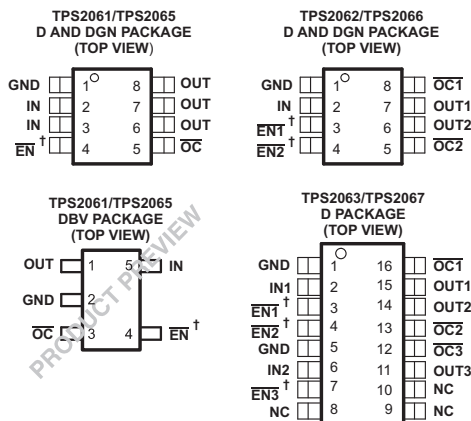 TPS2061/TPS2065
D AND DGN PACKAGE
(TOP VIEW)
GND 1 8 OUT
IN 2 7 OUT
IN 3 6 OUT
EN † 4 5 OC
TPS2062/TPS2066
D AND DGN PACKAGE
(TOP VIEW)
GND 1 8 OC1
IN 2 7 OUT1
EN1 † 3 6 OUT2
EN2 † 4 5 OC2
TPS2061/TPS2065
DBV PACKAGE
(TOP VIEW)
OUT 1 5 IN
GND 2
OC 3 4 EN †
PRODUCT PREVIEW
TPS2063/TPS2067
D PACKAGE
(TOP VIEW)
GND 1 16 OC1
IN1 2 15 OUT1
EN1 † 3 14 OUT2
EN2 † 4 13 OC2
GND 5 12 OC3
IN2 6 11 OUT3
EN3 † 7 10 NC
NC 8 9 NC